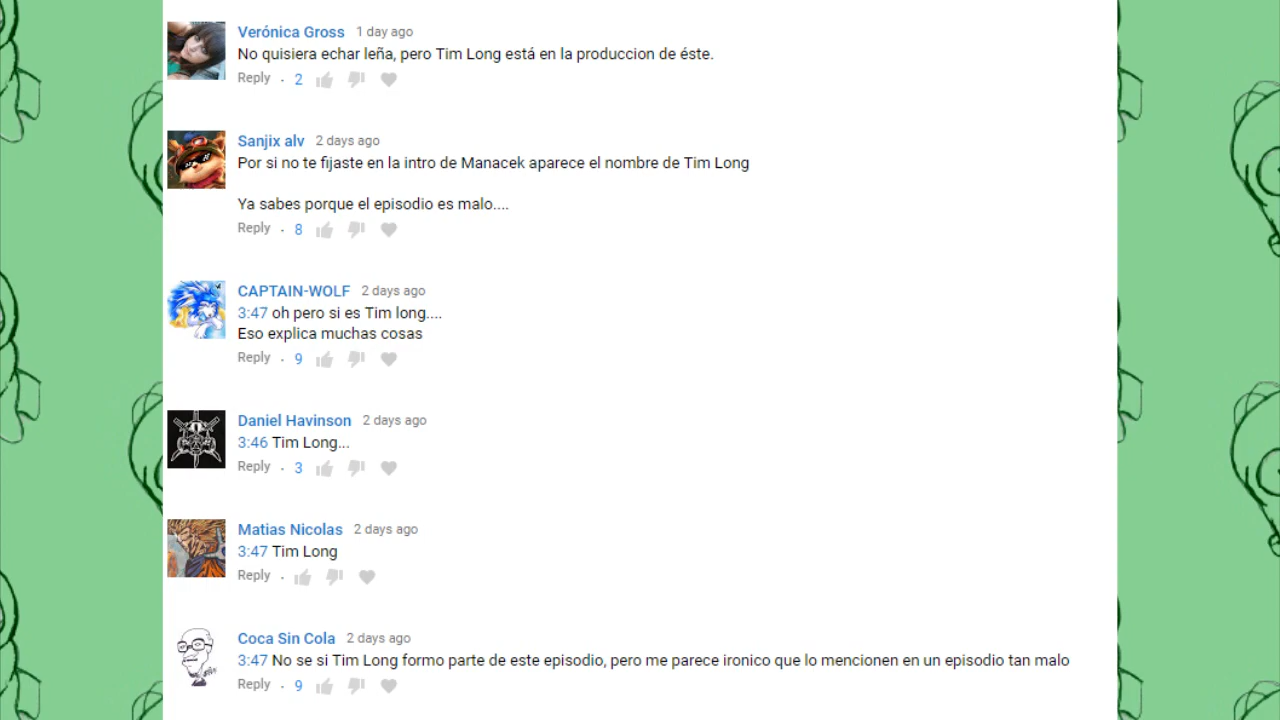 Verónica Gross 1 day ago
No quisiera echar leña, pero Tim Long está en la produccion de éste.
Reply · 2
Sanjix alv 2 days ago
Por si no te fijaste en la intro de Manacek aparece el nombre de Tim Long
Ya sabes porque el episodio es malo....
Reply · 8
CAPTAIN-WOLF 2 days ago
3:47 oh pero si es Tim long....
Eso explica muchas cosas
Reply · 9
Daniel Havinson 2 days ago
3:46 Tim Long...
Reply · 3
Matias Nicolas 2 days ago
3:47 Tim Long
Reply ·
Coca Sin Cola 2 days ago
3:47 No se si Tim Long formo parte de este episodio, pero me parece ironico que lo mencionen en un episodio tan malo
Reply · 9